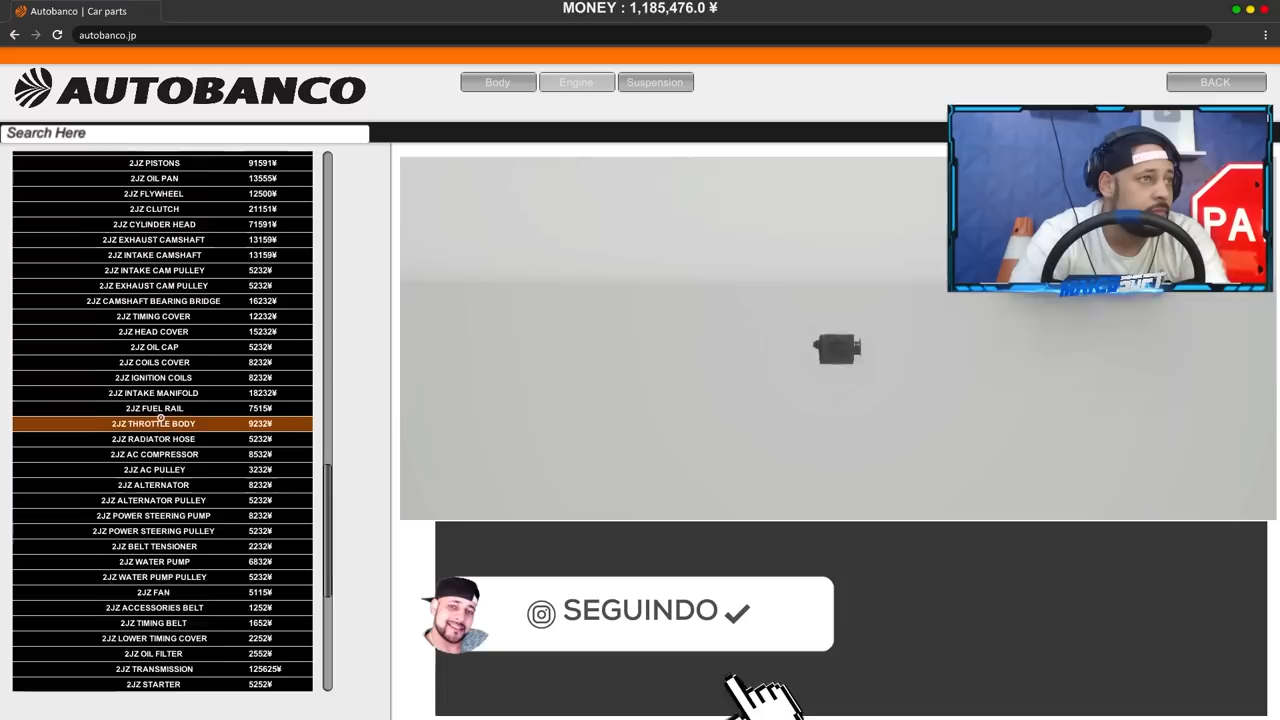 Autobanco | Car parts
MONEY : 1,185,476.0 ¥
autobanco.jp
AUTOBANCO
Body
Engine
Suspension
BACK
Search Here
2JZ PISTONS 91591¥
2JZ OIL PAN 13555¥
2JZ FLYWHEEL 12500¥
2JZ CLUTCH 21151¥
2JZ CYLINDER HEAD 71591¥
2JZ EXHAUST CAMSHAFT 13159¥
2JZ INTAKE CAMSHAFT 13159¥
2JZ INTAKE CAM PULLEY 5232¥
2JZ EXHAUST CAM PULLEY 5232¥
2JZ CAMSHAFT BEARING BRIDGE 16232¥
2JZ TIMING COVER 12232¥
2JZ HEAD COVER 15232¥
2JZ OIL CAP 5232¥
2JZ COILS COVER 8232¥
2JZ IGNITION COILS 8232¥
2JZ INTAKE MANIFOLD 18232¥
2JZ FUEL RAIL 7515¥
2JZ THROTTLE BODY 9232¥
2JZ RADIATOR HOSE 5232¥
2JZ AC COMPRESSOR 8532¥
2JZ AC PULLEY 3232¥
2JZ ALTERNATOR 8232¥
2JZ ALTERNATOR PULLEY 5232¥
2JZ POWER STEERING PUMP 8232¥
2JZ POWER STEERING PULLEY 5232¥
2JZ BELT TENSIONER 2232¥
2JZ WATER PUMP 6832¥
2JZ WATER PUMP PULLEY 5232¥
2JZ FAN 5115¥
2JZ ACCESSORIES BELT 1252¥
2JZ TIMING BELT 1652¥
2JZ LOWER TIMING COVER 2252¥
2JZ OIL FILTER 2552¥
2JZ TRANSMISSION 125625¥
2JZ STARTER 5252¥
PA
SEGUINDO